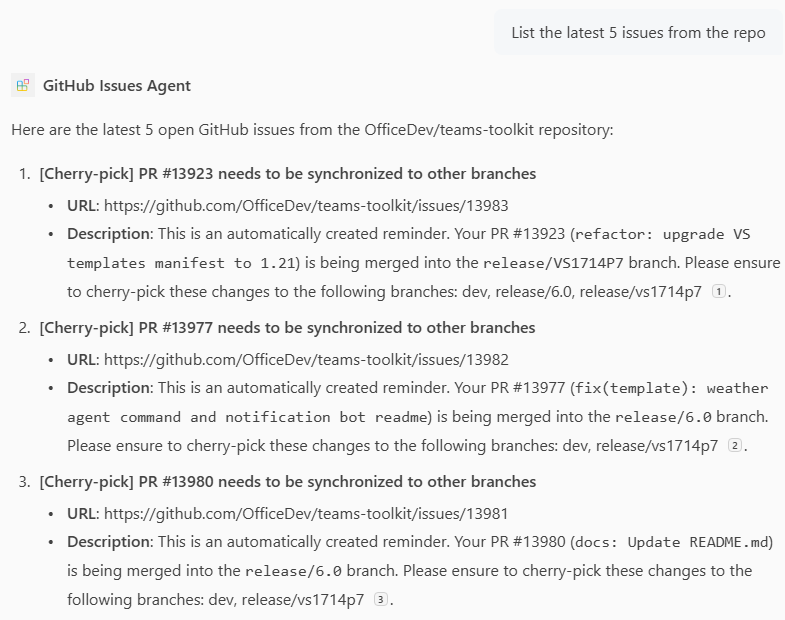 List the latest 5 issues from the repo
GitHub Issues Agent
Here are the latest 5 open GitHub issues from the OfficeDev/teams-toolkit repository:
1. [Cherry-pick] PR #13923 needs to be synchronized to other branches
• URL: https://github.com/OfficeDev/teams-toolkit/issues/13983
• Description: This is an automatically created reminder. Your PR #13923 (refactor: upgrade VS
templates manifest to 1.21) is being merged into the release/VS1714P7 branch. Please ensure
to cherry-pick these changes to the following branches: dev, release/6.0, release/vs1714p7 1.
2. [Cherry-pick] PR #13977 needs to be synchronized to other branches
• URL: https://github.com/OfficeDev/teams-toolkit/issues/13982
• Description: This is an automatically created reminder. Your PR #13977 (fix(template): weather
agent command and notification bot readme) is being merged into the release/6.0 branch.
Please ensure to cherry-pick these changes to the following branches: dev, release/vs1714p7 2.
3. [Cherry-pick] PR #13980 needs to be synchronized to other branches
• URL: https://github.com/OfficeDev/teams-toolkit/issues/13981
• Description: This is an automatically created reminder. Your PR #13980 (docs: Update README.md)
is being merged into the release/6.0 branch. Please ensure to cherry-pick these changes to the
following branches: dev, release/vs1714p7 3.